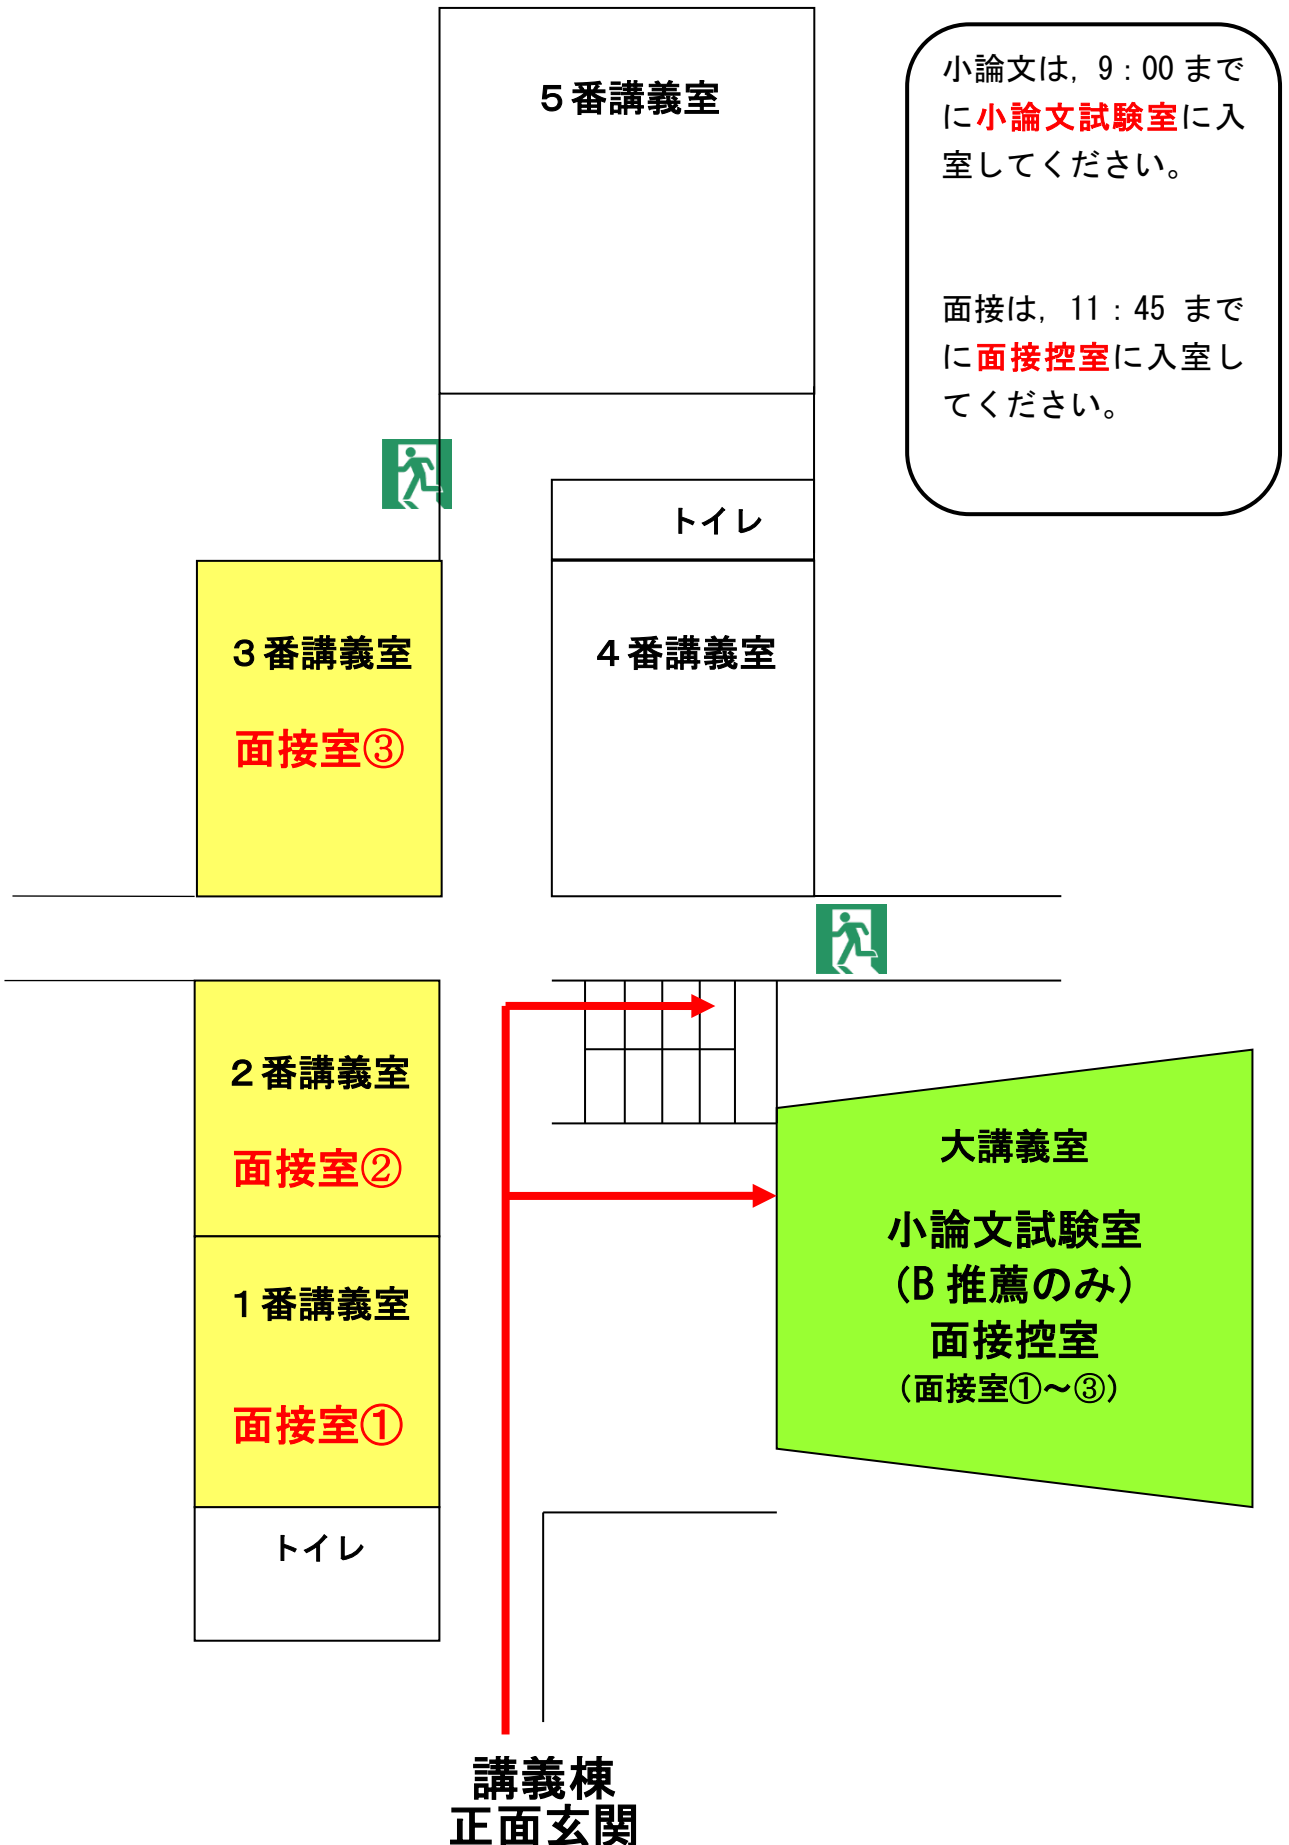 5番講義室
小論文は，9：00まで
に小論文試験室に入
室してください。
面接は，11：45 まで
に面接控室に入室し
てください。
トイレ
3番講義室
面接室③
4番講義室
2番講義室
面接室②
1番講義室
面接室①
トイレ
大講義室
小論文試験室
（B推薦のみ）
面接控室
（面接室①～③）
講義棟
正面玄関